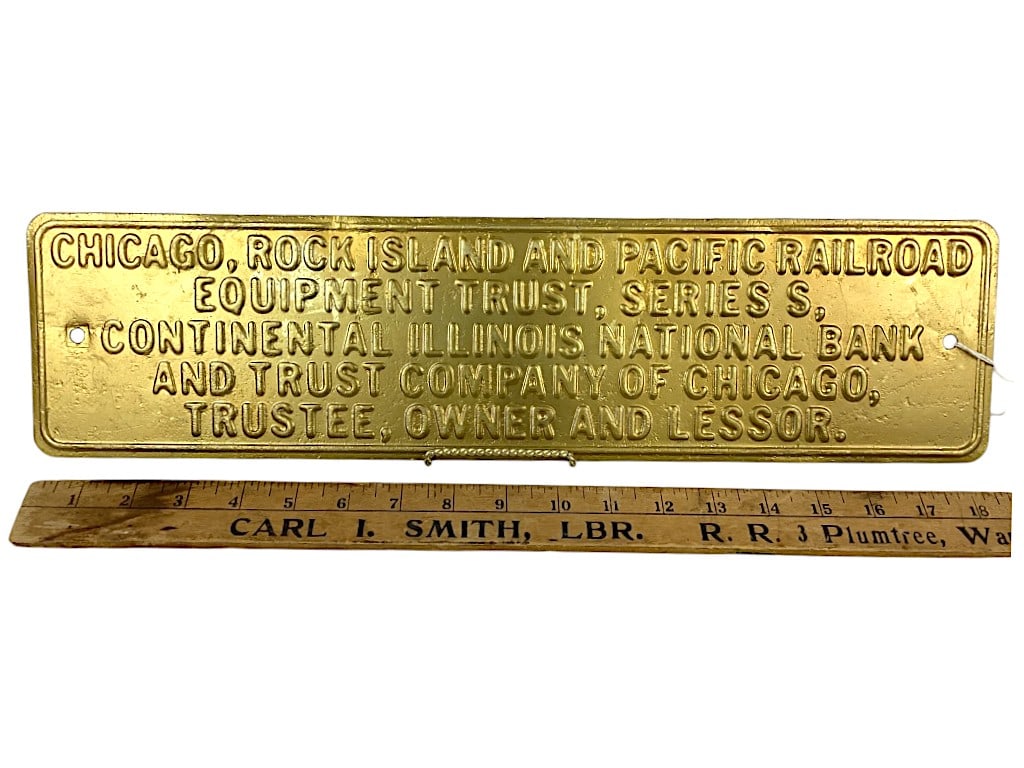 CHICAGO, ROCK ISLAND AND PACIFIC RAILROAD
EQUIPMENT TRUST, SERIES S,
CONTINENTAL ILLINOIS NATIONAL BANK
AND TRUST COMPANY OF CHICAGO,
TRUSTEE, OWNER AND LESSOR.
1 2 3 4 5 6 7 8 9 10 11 12 13 14 15 16 17 18
CARL I. SMITH, LBR. R. R. 3 Plumtree,